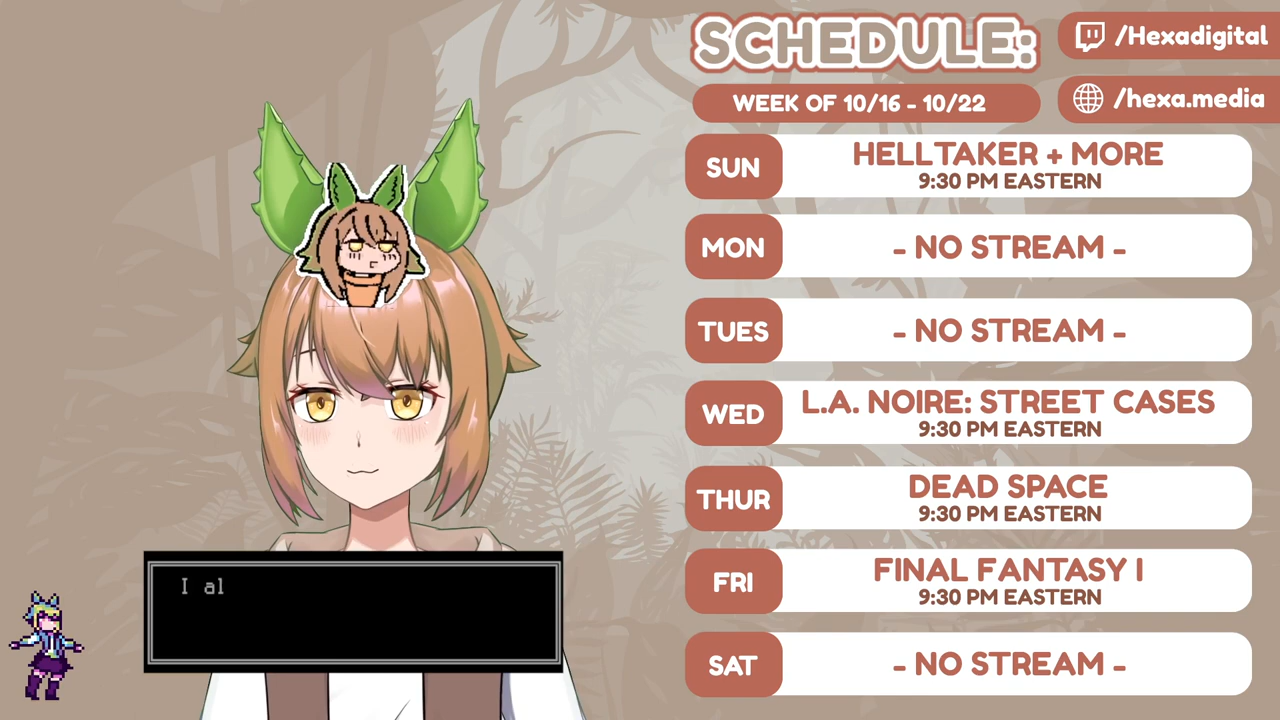 SCHEDULE:
WEEK OF 10/16 - 10/22
/Hexadigital
/hexa.media
SUN
HELLTAKER + MORE
9:30 PM EASTERN
MON
- NO STREAM -
TUES
- NO STREAM -
WED
L.A. NOIRE: STREET CASES
9:30 PM EASTERN
THUR
DEAD SPACE
9:30 PM EASTERN
FRI
FINAL FANTASY I
9:30 PM EASTERN
SAT
- NO STREAM -
I al